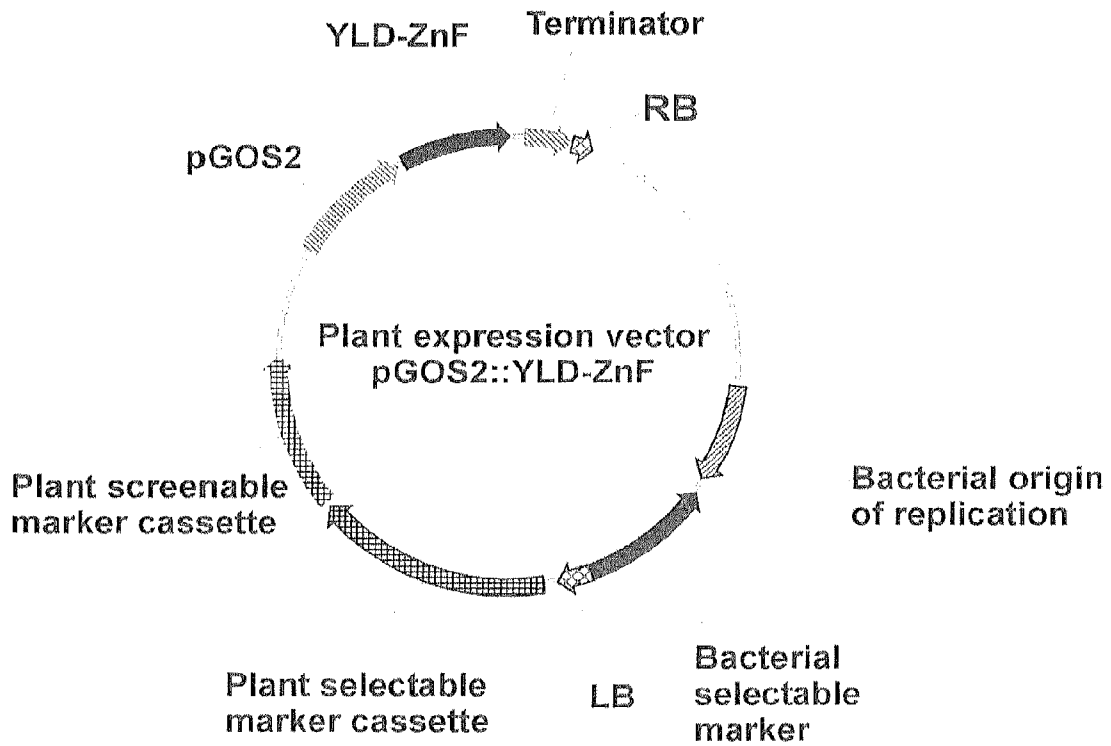 YLD-ZnF
Terminator
RB
pGOS2
Plant expression vector
pGOS2::YLD-ZnF
Plant screenable
marker cassette
Bacterial origin
of replication
Plant selectable
marker cassette
LB
Bacterial
selectable
marker